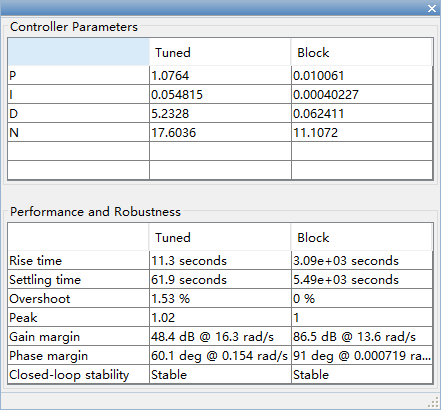 Controller Parameters
Tuned Block
P 1.0764 0.010061
I 0.054815 0.00040227
D 5.2328 0.062411
N 17.6036 11.1072
Performance and Robustness
Tuned Block
Rise time 11.3 seconds 3.09e+03 seconds
Settling time 61.9 seconds 5.49e+03 seconds
Overshoot 1.53 % 0 %
Peak 1.02 1
Gain margin 48.4 dB @ 16.3 rad/s 86.5 dB @ 13.6 rad/s
Phase margin 60.1 deg @ 0.154 rad/s 91 deg @ 0.000719 ra...
Closed-loop stability Stable Stable